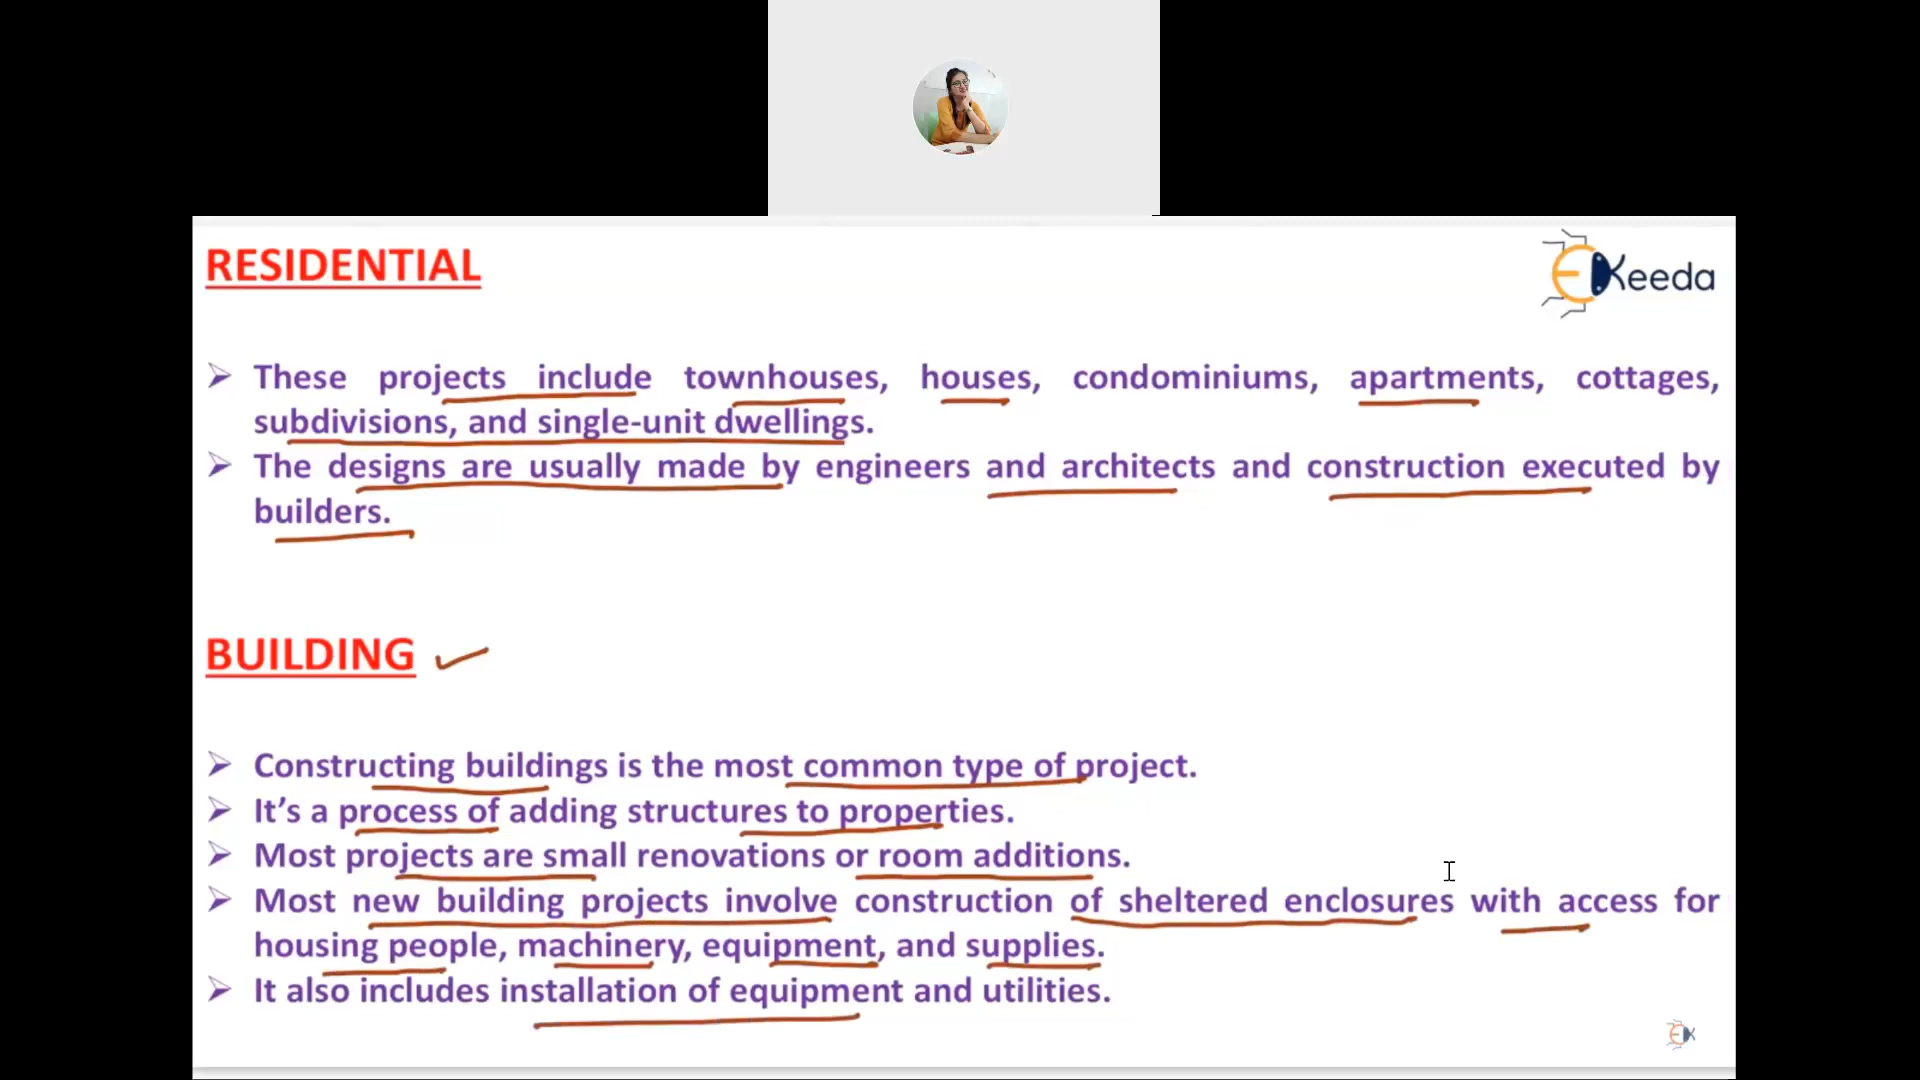 RESIDENTIAL
EKeeda
➢ These projects include townhouses, houses, condominiums, apartments, cottages,
subdivisions, and single-unit dwellings.
➢ The designs are usually made by engineers and architects and construction executed by
builders.
BUILDING
➢ Constructing buildings is the most common type of project.
➢ It’s a process of adding structures to properties.
➢ Most projects are small renovations or room additions.
➢ Most new building projects involve construction of sheltered enclosures with access for
housing people, machinery, equipment, and supplies.
➢ It also includes installation of equipment and utilities.
EK